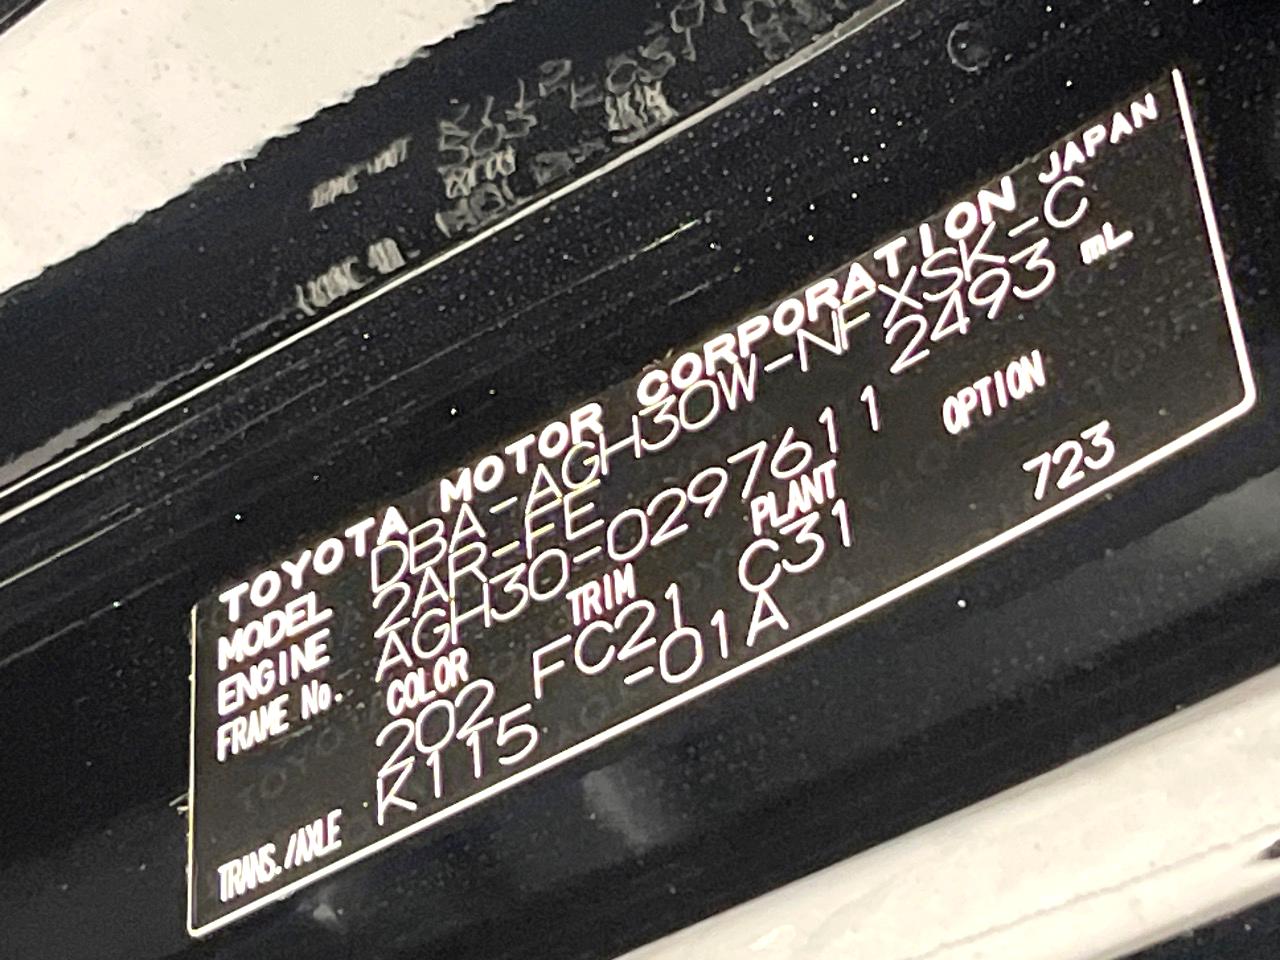 TOYOTA MOTOR CORPORATION JAPAN
MODEL DBA-AGH30W-NFXSK-C
ENGINE 2AR-FE 2493 mL
FRAME No. AGH30-0297611
COLOR TRIM PLANT OPTION
202 FC21 C31 723
TRANS./AXLE K115 -01A